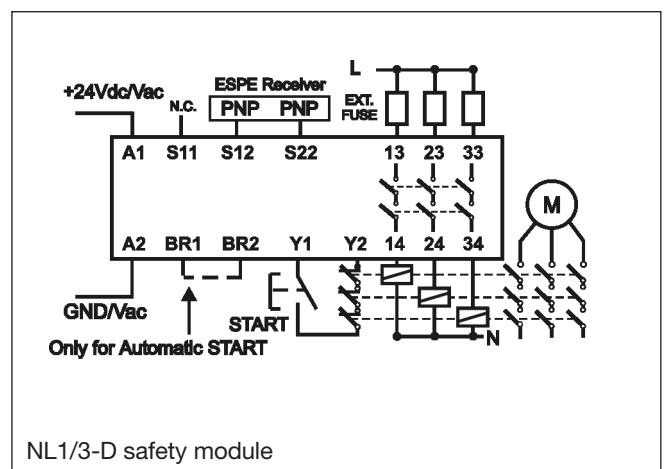 L
+24Vdc/Vac
N.C.
ESPE Receiver
PNP PNP
EXT.
FUSE
A1 S11 S12 S22 13 23 33
M
A2 BR1 BR2 Y1 Y2 14 24 34
GND/Vac
START
N
Only for Automatic START
NL1/3-D safety module